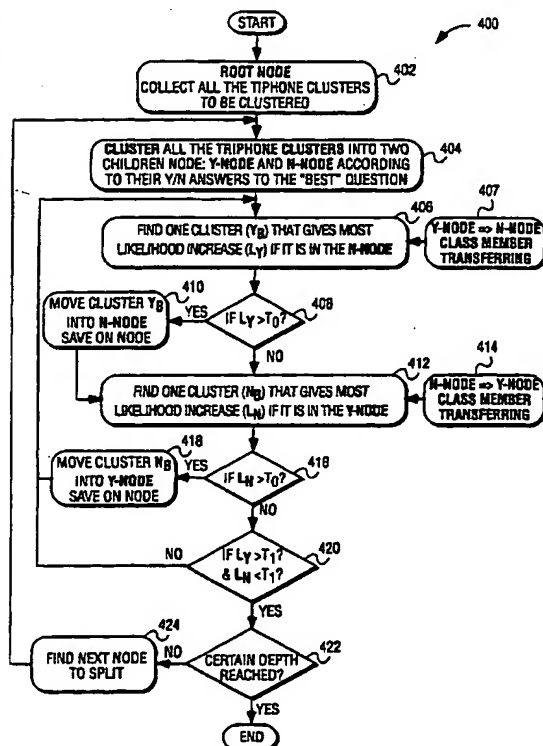 START
400
ROOT NODE
COLLECT ALL THE TIPHONE CLUSTERS
TO BE CLUSTERED
402
CLUSTER ALL THE TRIPHONE CLUSTERS INTO TWO
CHILDREN NODE: Y-NODE AND N-NODE ACCORDING
TO THEIR Y/N ANSWERS TO THE "BEST" QUESTION
404
406
FIND ONE CLUSTER (YB) THAT GIVES MOST
LIKELIHOOD INCREASE (LY) IF IT IS IN THE N-NODE
407
Y-NODE => N-NODE
CLASS MEMBER
TRANSFERRING
410
MOVE CLUSTER YB
INTO N-NODE
SAVE ON NODE
YES
IF LY >T0?
408
NO
412
FIND ONE CLUSTER (NB) THAT GIVES MOST
LIKELIHOOD INCREASE (LN) IF IT IS IN THE Y-NODE
414
N-NODE => Y-NODE
CLASS MEMBER
TRANSFERRING
418
MOVE CLUSTER NB
INTO Y-NODE
SAVE ON NODE
YES
IF LN >T0?
416
NO
NO
IF LY >T1?
& LN <T1?
420
YES
424
FIND NEXT NODE
TO SPLIT
NO
CERTAIN DEPTH
REACHED?
422
YES
END